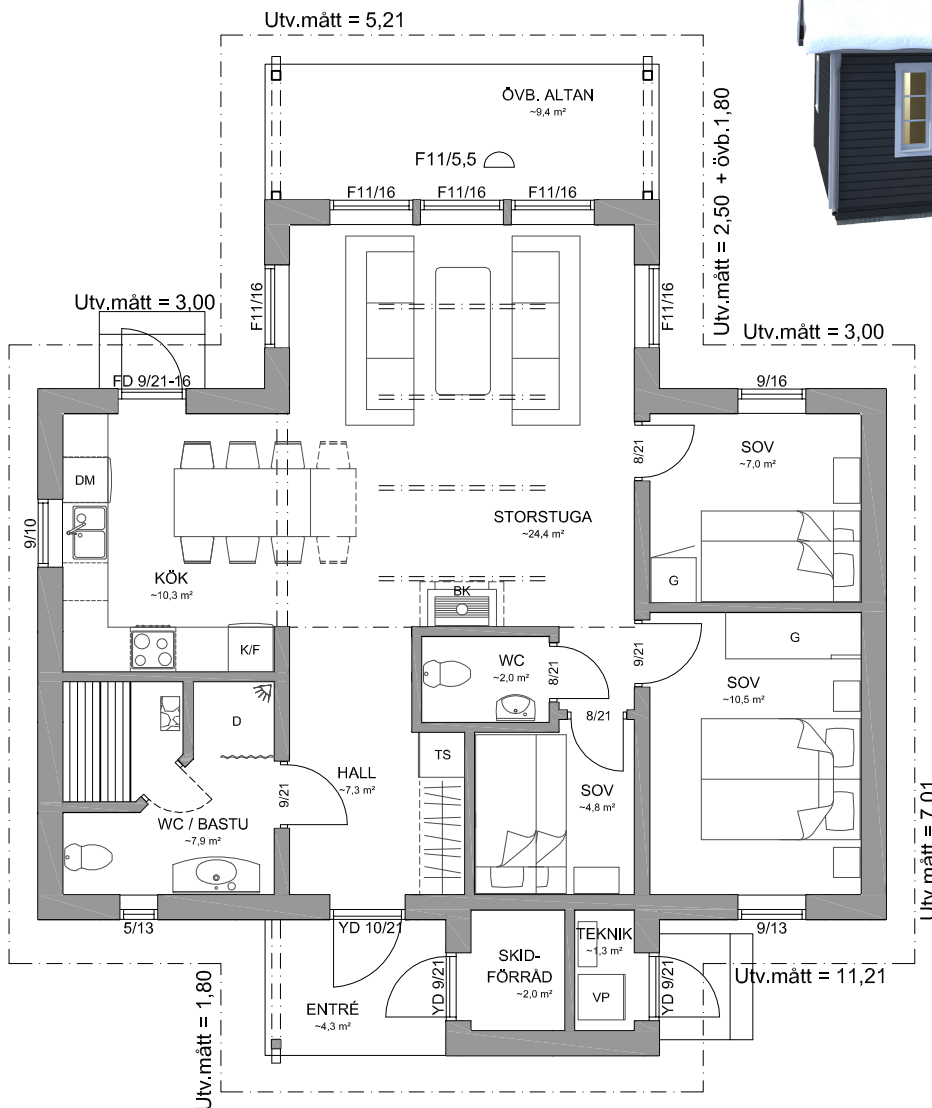 Utv.mått = 5,21
ÖVB. ALTAN
~9,4 m²
F11/5,5
F11/16
F11/16
F11/16
Utv.mått = 2,50 + övb.1,80
Utv.mått = 3,00
F11/16
F11/16
Utv.mått = 3,00
FD 9/21-16
9/16
DM
8/21
SOV
~7,0 m²
9/10
STORSTUGA
~24,4 m²
KÖK
~10,3 m²
G
BK
K/F
WC
~2,0 m²
8/21
9/21
G
SOV
~10,5 m²
D
8/21
TS
HALL
~7,3 m²
9/21
SOV
~4,8 m²
WC / BASTU
~7,9 m²
Utv.mått = 7,01
5/13
YD 10/21
9/13
TEKNIK
~1,3 m²
SKID-
FÖRRÅD
~2,0 m²
YD 9/21
YD 9/21
VP
Utv.mått = 11,21
ENTRÉ
~4,3 m²
Utv.mått = 1,80